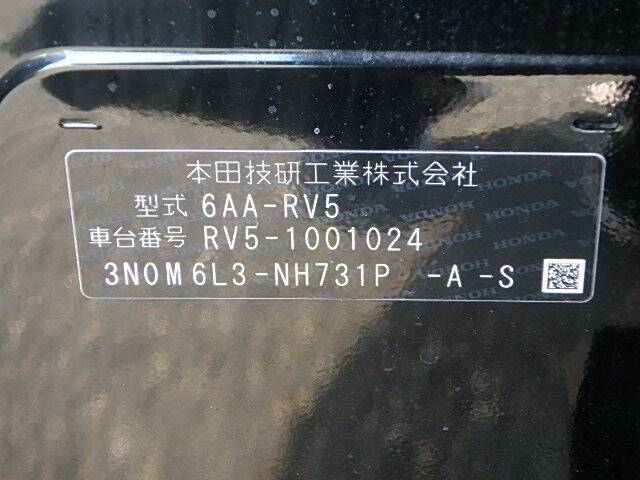 本田技研工業株式会社
型式 6AA-RV5
車台番号 RV5-1001024
3N0M6L3-NH731P -A -S